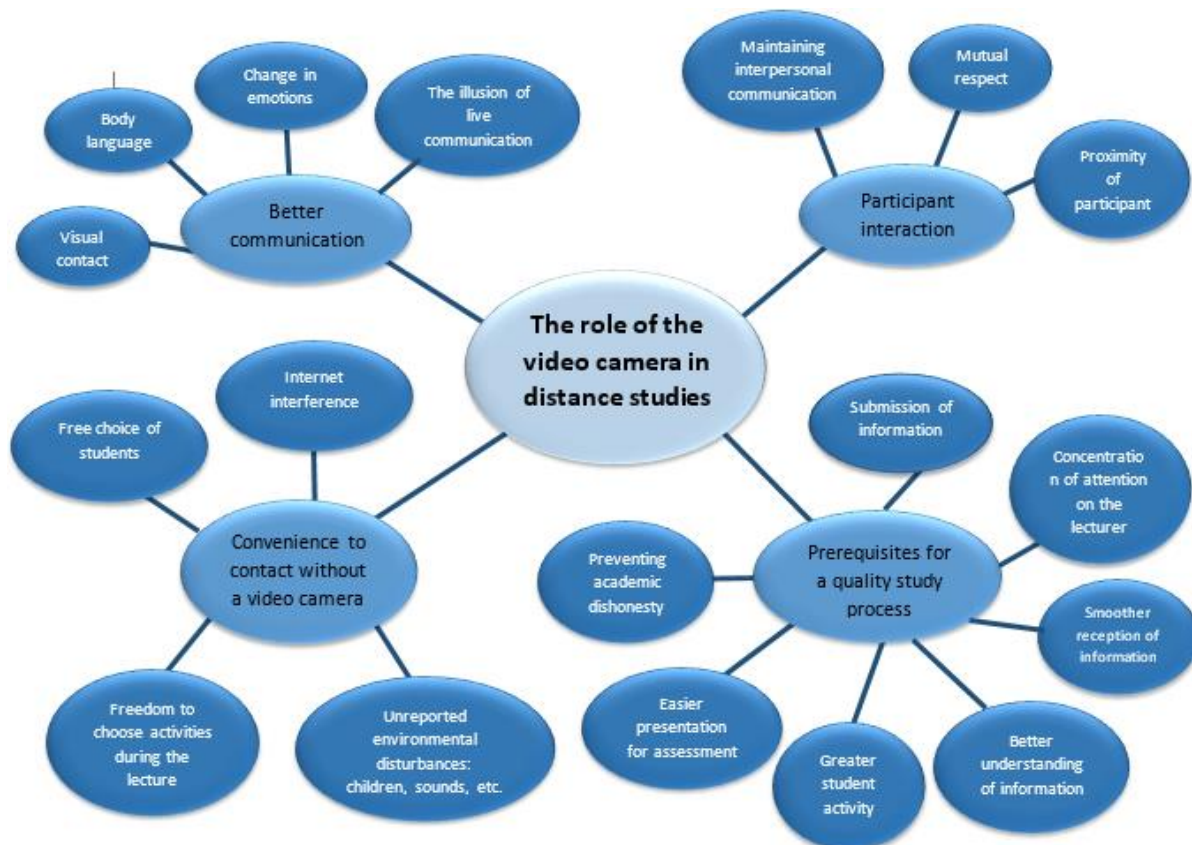 The role of the
video camera in
distance studies
Better
communication
Visual
contact
Body
language
Change in
emotions
The illusion of
live
communication
Participant
interaction
Maintaining
interpersonal
communication
Mutual
respect
Proximity
of
participant
Convenience to
contact without
a video camera
Internet
interference
Free choice of
students
Freedom to
choose activities
during the
lecture
Unreported
environmental
disturbances:
children, sounds, etc.
Prerequisites for
a quality study
process
Submission of
information
Concentratio
n of attention
on the
lecturer
Smoother
reception of
information
Better
understanding
of information
Greater
student
activity
Easier
presentation
for assessment
Preventing
academic
dishonesty